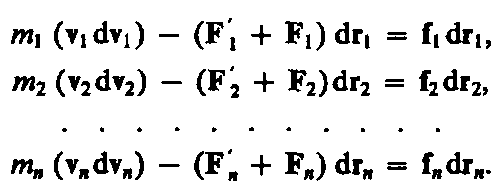 m₁ (v₁dv₁) − (F′₁ + F₁) dr₁ = f₁dr₁,
m₂ (v₂dv₂) − (F′₂ + F₂) dr₂ = f₂dr₂,
. . . . . . . . . . . .
mₙ (vₙdvₙ) − (F′ₙ + Fₙ) drₙ = fₙdrₙ.